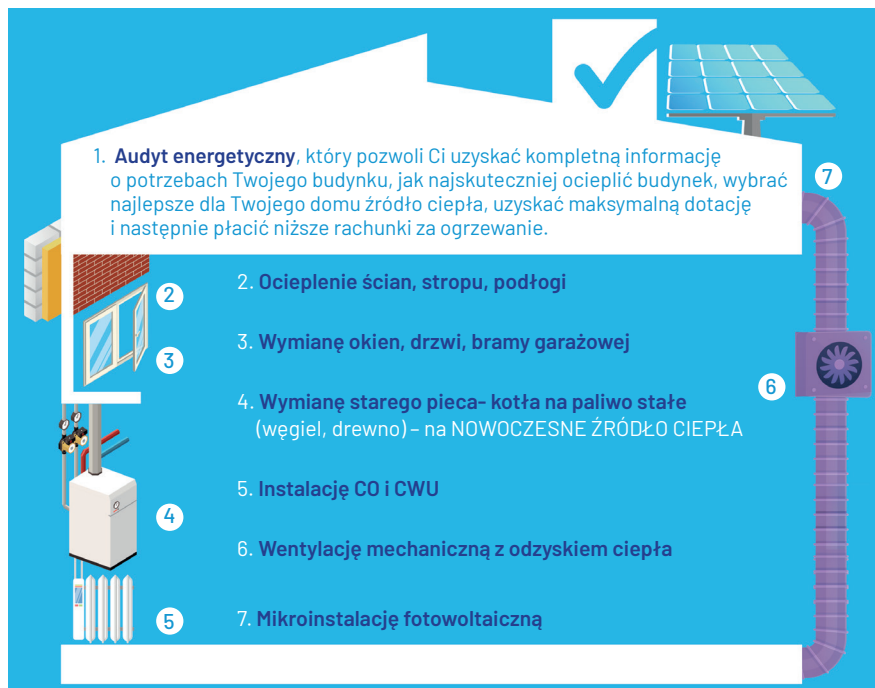 1. Audyt energetyczny, który pozwoli Ci uzyskać kompletną informację
o potrzebach Twojego budynku, jak najskuteczniej ocieplić budynek, wybrać
najlepsze dla Twojego domu źródło ciepła, uzyskać maksymalną dotację
i następnie płacić niższe rachunki za ogrzewanie.
7
2. Ocieplenie ścian, stropu, podłogi
2
3. Wymianę okien, drzwi, bramy garażowej
3
6
4. Wymianę starego pieca- kotła na paliwo stałe
(węgiel, drewno) – na NOWOCZESNE ŹRÓDŁO CIEPŁA
5. Instalację CO i CWU
4
6. Wentylację mechaniczną z odzyskiem ciepła
7. Mikroinstalację fotowoltaiczną
5